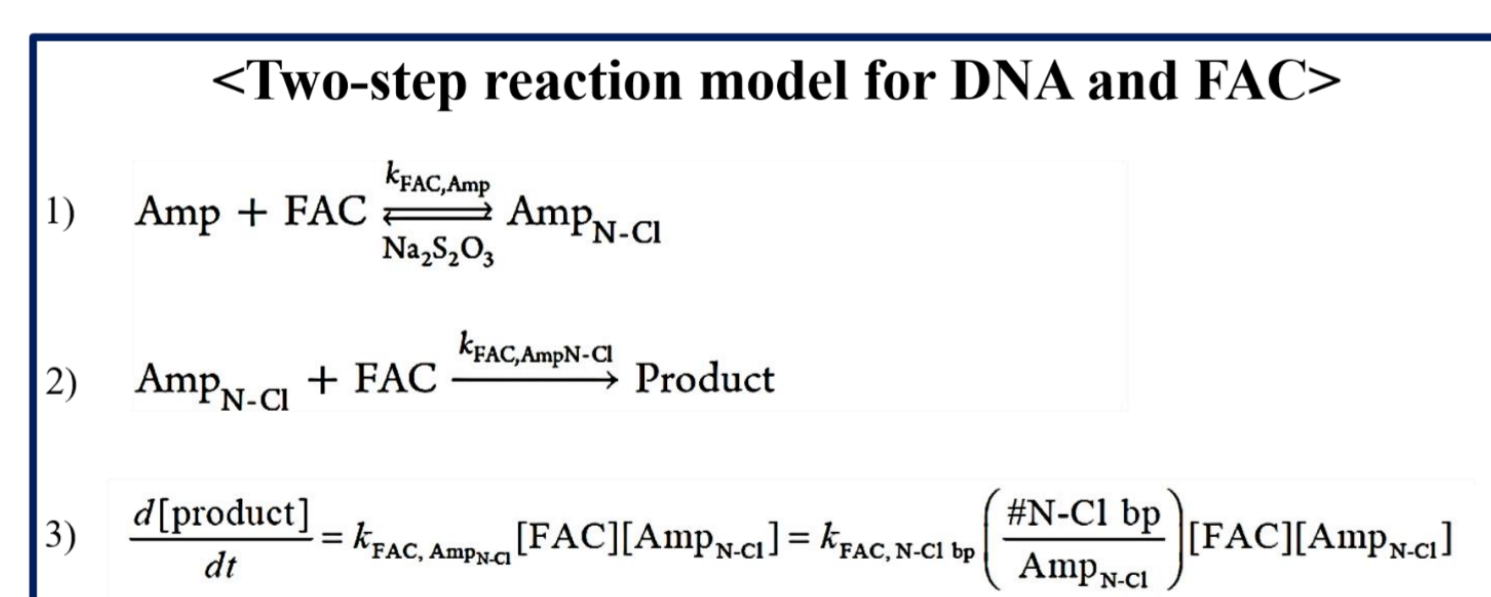 <Two-step reaction model for DNA and FAC>
1) Amp + FAC k_FAC,Amp ⇌ Na₂S₂O₃ Amp_N-Cl
2) Amp_N-Cl + FAC k_FAC,AmpN-Cl → Product
3) d[product]/dt = k_FAC, Amp_N-Cl [FAC][Amp_N-Cl] = k_FAC, N-Cl bp (#N-Cl bp / Amp_N-Cl) [FAC][Amp_N-Cl]